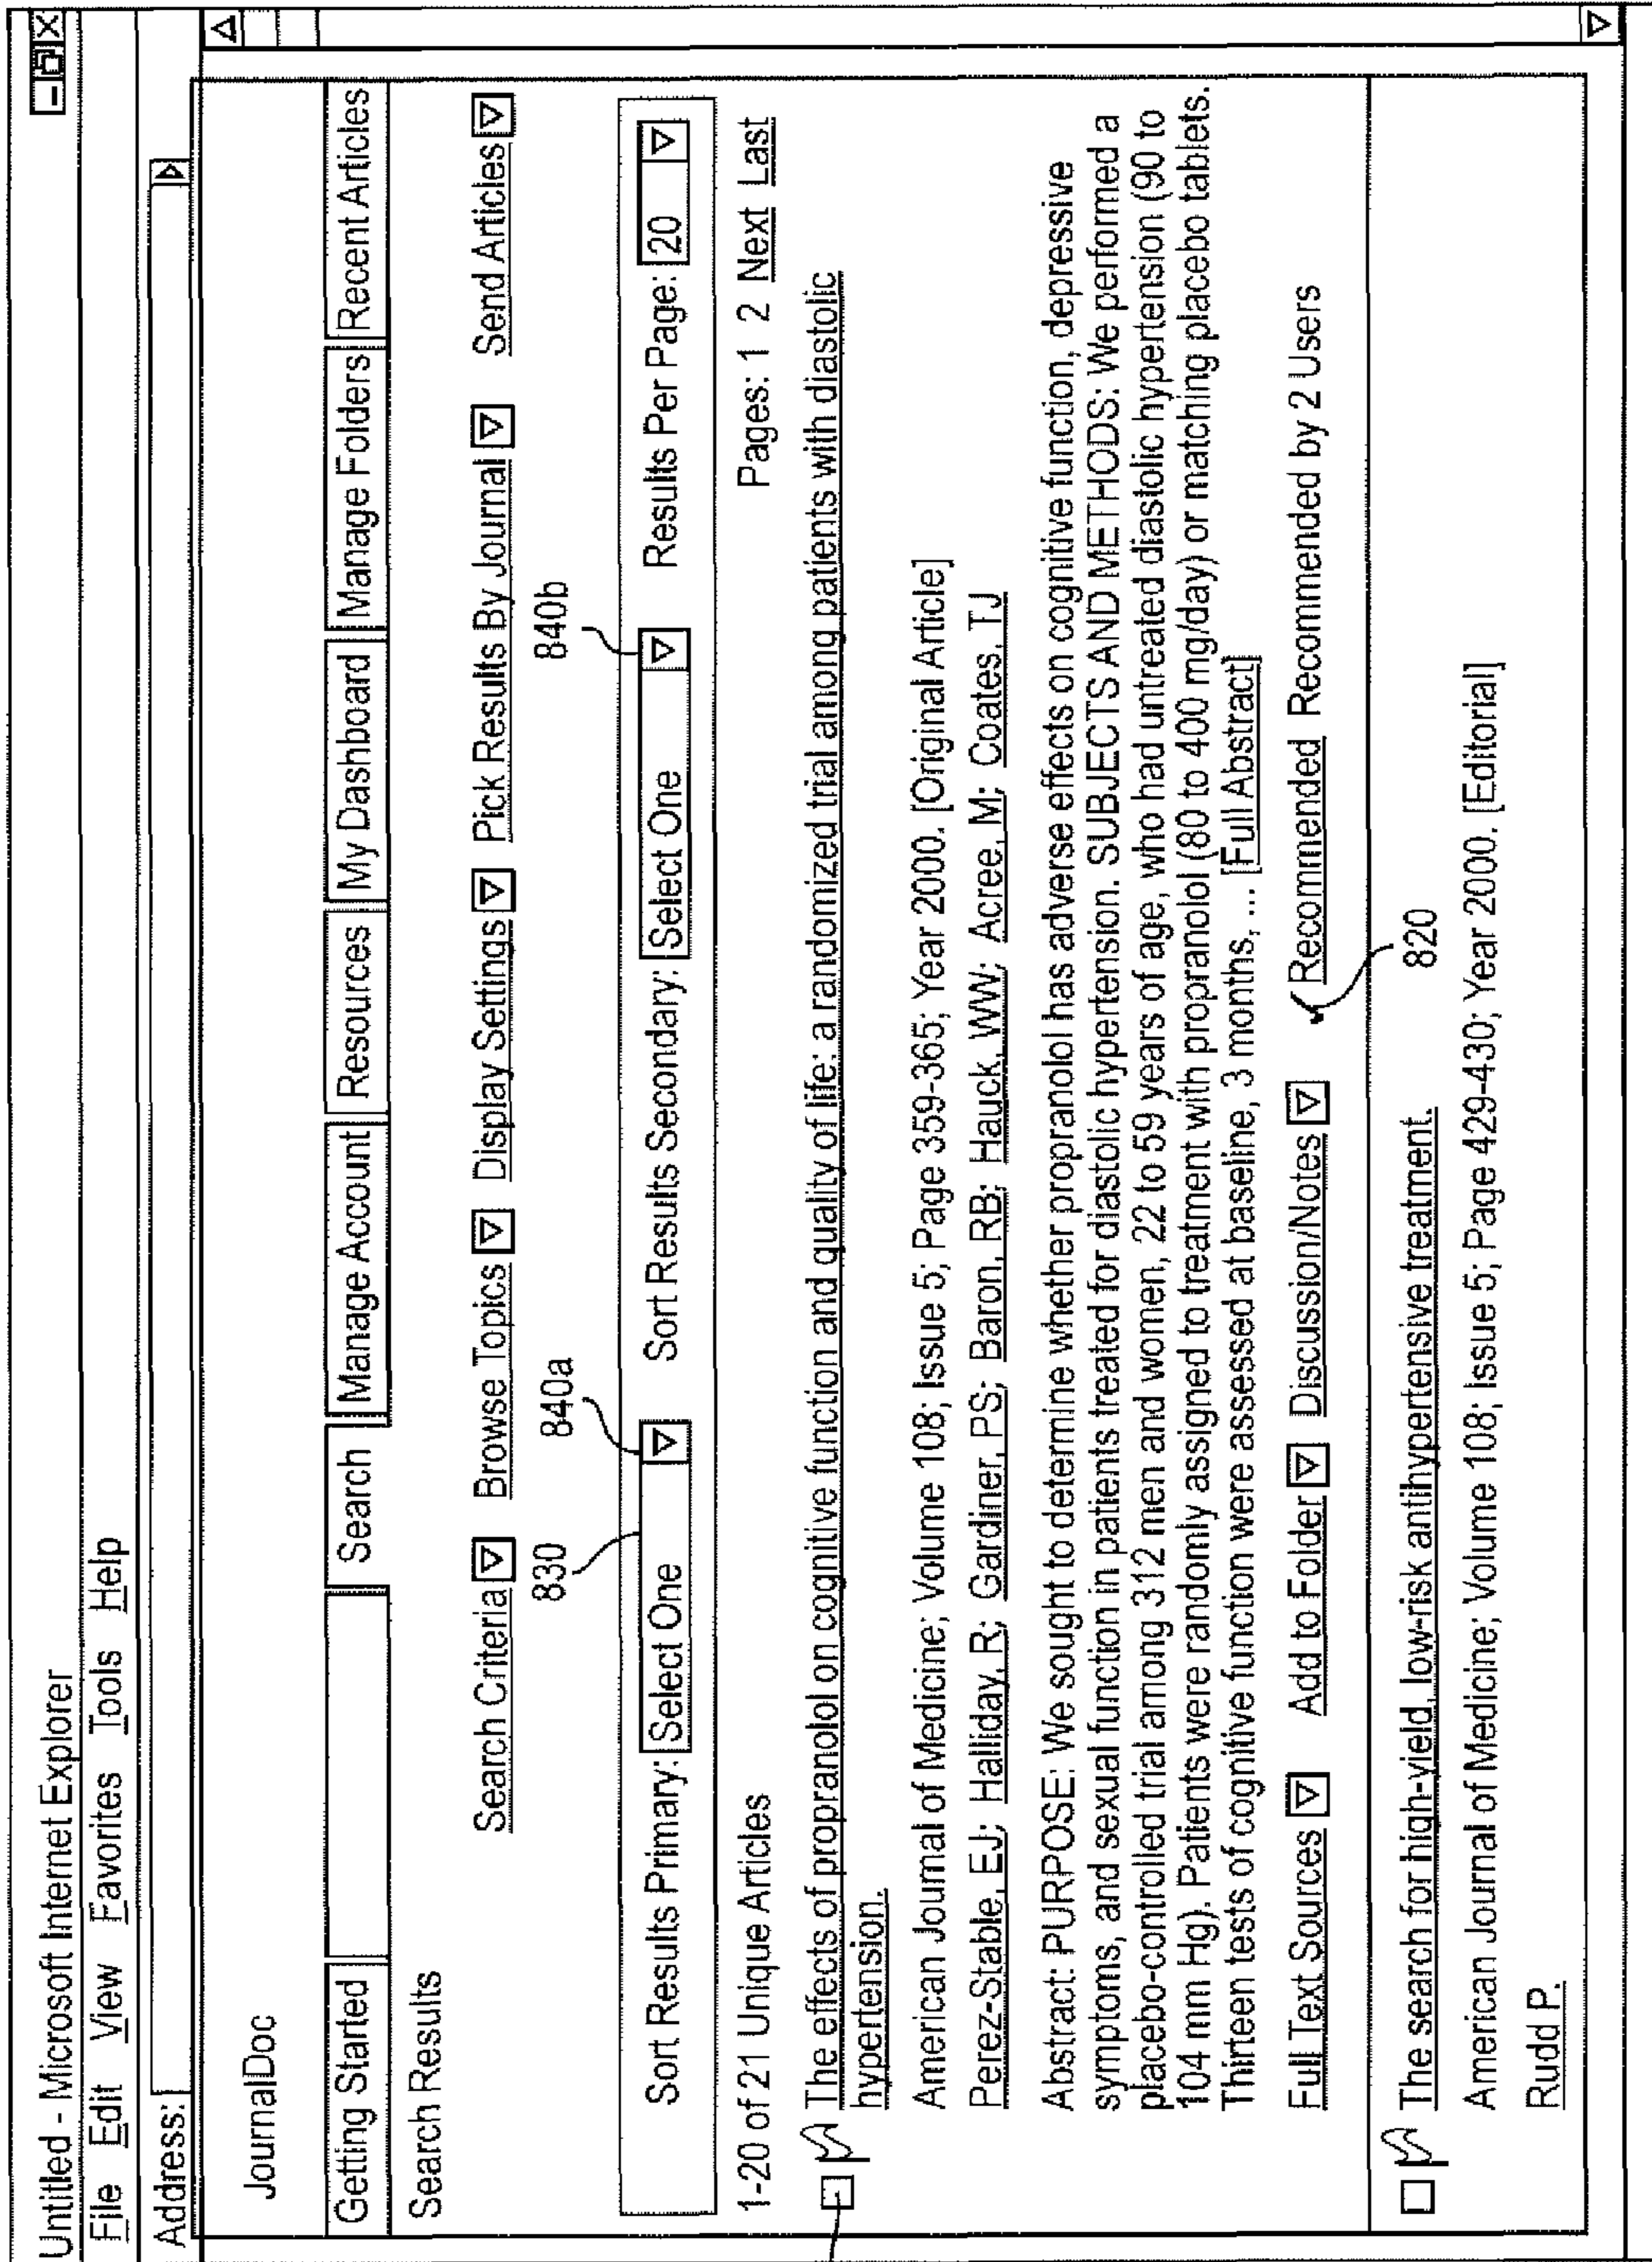 Untitled - Microsoft Internet Explorer
File Edit View Favorites Tools Help
Address:
JournalDoc
Getting Started Search Manage Account Resources My Dashboard Manage Folders Recent Articles
Search Results
Search Criteria Browse Topics Display Settings Pick Results By Journal Send Articles
830 840a 840b
Sort Results Primary: Select One Sort Results Secondary: Select One Results Per Page: 20
1-20 of 21 Unique Articles Pages: 1 2 Next Last
The effects of propranolol on cognitive function and quality of life: a randomized trial among patients with diastolic
hypertension.
American Journal of Medicine; Volume 108; Issue 5; Page 359-365; Year 2000. [Original Article]
Perez-Stable, EJ; Halliday, R; Gardiner, PS; Baron, RB; Hauck, WW; Acree, M; Coates, TJ
Abstract: PURPOSE: We sought to determine whether propranolol has adverse effects on cognitive function, depressive
symptoms, and sexual function in patients treated for diastolic hypertension. SUBJECTS AND METHODS: We performed a
placebo-controlled trial among 312 men and women, 22 to 59 years of age, who had untreated diastolic hypertension (90 to
104 mm Hg). Patients were randomly assigned to treatment with propranolol (80 to 400 mg/day) or matching placebo tablets.
Thirteen tests of cognitive function were assessed at baseline, 3 months, ... [Full Abstract]
Full Text Sources Add to Folder Discussion/Notes Recommended Recommended by 2 Users
820
The search for high-yield, low-risk antihypertensive treatment.
American Journal of Medicine; Volume 108; Issue 5; Page 429-430; Year 2000. [Editorial]
Rudd P.